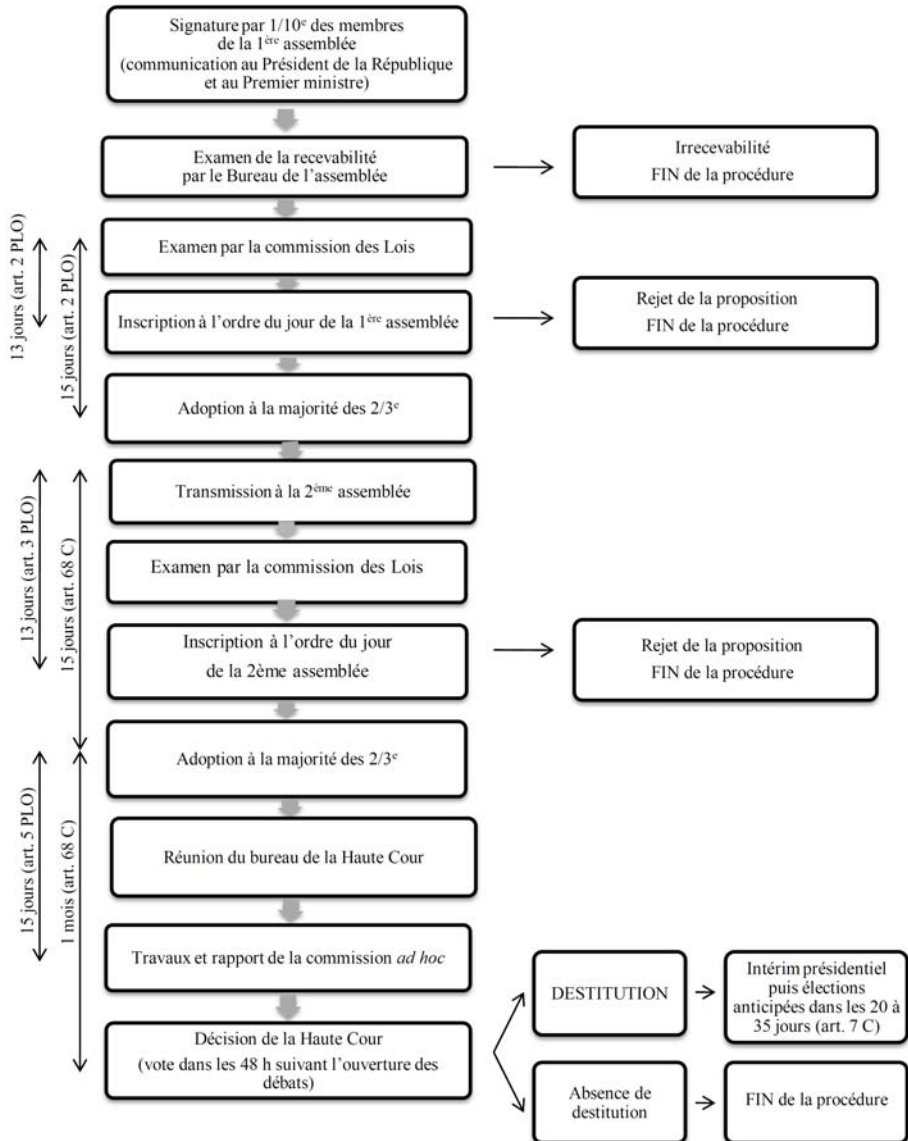 Signature par 1/10e des membres
de la 1ère assemblée
(communication au Président de la République
et au Premier ministre)
Examen de la recevabilité
par le Bureau de l'assemblée
Irrecevabilité
FIN de la procédure
13 jours (art. 2 PLO)
15 jours (art. 2 PLO)
Examen par la commission des Lois
Inscription à l'ordre du jour de la 1ère assemblée
Rejet de la proposition
FIN de la procédure
Adoption à la majorité des 2/3e
13 jours (art. 3 PLO)
15 jours (art. 68 C)
Transmission à la 2ème assemblée
Examen par la commission des Lois
Inscription à l'ordre du jour
de la 2ème assemblée
Rejet de la proposition
FIN de la procédure
Adoption à la majorité des 2/3e
15 jours (art. 5 PLO)
1 mois (art. 68 C)
Réunion du bureau de la Haute Cour
Travaux et rapport de la commission ad hoc
Décision de la Haute Cour
(vote dans les 48 h suivant l'ouverture des
débats)
DESTITUTION
Intérim présidentiel
puis élections
anticipées dans les 20 à
35 jours (art. 7 C)
Absence de
destitution
FIN de la procédure